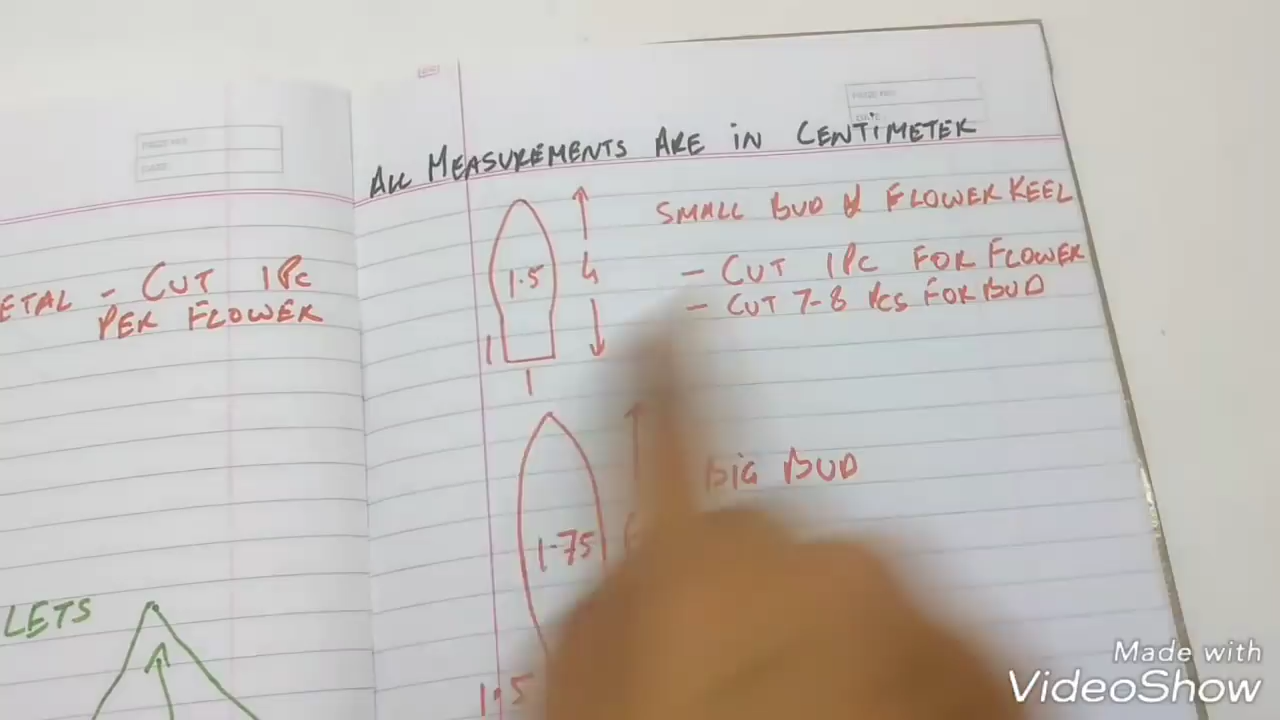 ETAL - CUT 1PC
PER FLOWER
LETS
PAGE NO.
ALL MEASUREMENTS ARE IN CENTIMETER
SMALL BUD & FLOWER KEEL
- CUT 1PC FOR FLOWER
- CUT 7-8 PCS FOR BUD
1.5
4
1
1
BIG BUD
1.75
1.5
Made with
VideoShow